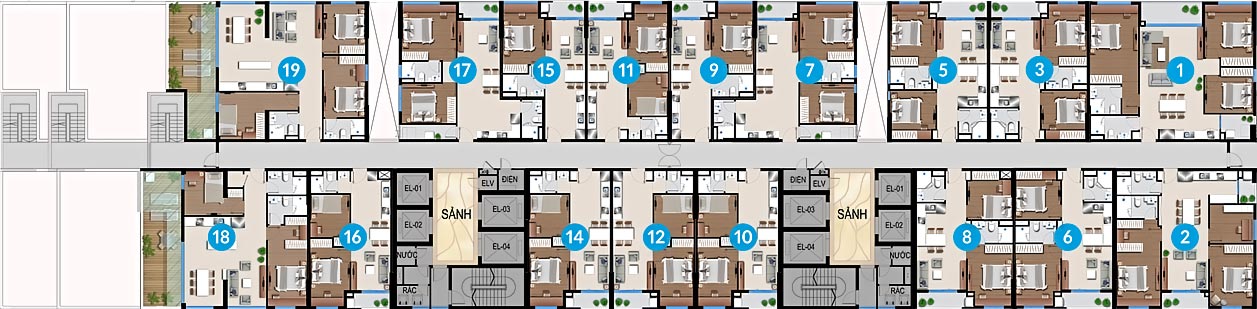 19
17
15
11
9
7
5
3
1
EL-01
EL-02
NƯỚC
RÁC
SẢNH
ELV
ĐIỆN
EL-03
EL-04
ĐIỆN
ELV
EL-03
EL-04
SẢNH
EL-01
EL-02
NƯỚC
RÁC
18
16
14
12
10
8
6
2